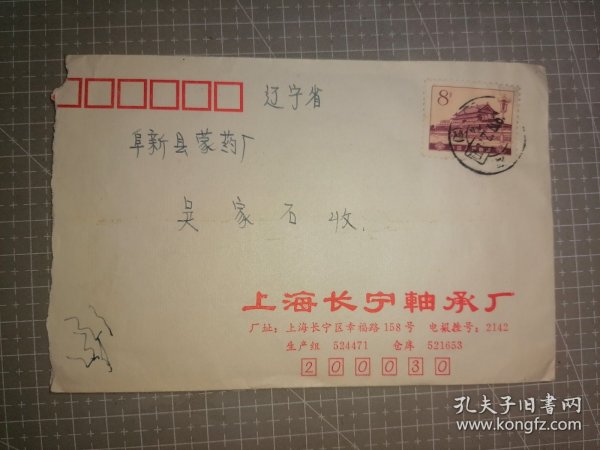 辽宁省
8分
阜新县蒙药厂
吴家石收
上海长宁軸承厂
厂址：上海长宁区幸福路158号 电报挂号：2142
生产组 524471 仓库 521653
200030
孔夫子旧书网
www.kongfz.com